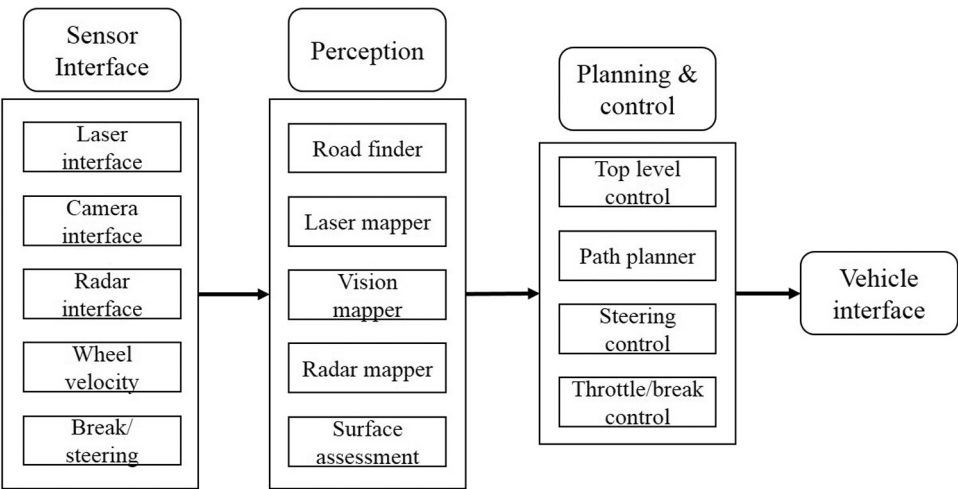 Sensor
Interface
Laser
interface
Camera
interface
Radar
interface
Wheel
velocity
Break/
steering
Perception
Road finder
Laser mapper
Vision
mapper
Radar mapper
Surface
assessment
Planning &
control
Top level
control
Path planner
Steering
control
Throttle/break
control
Vehicle
interface